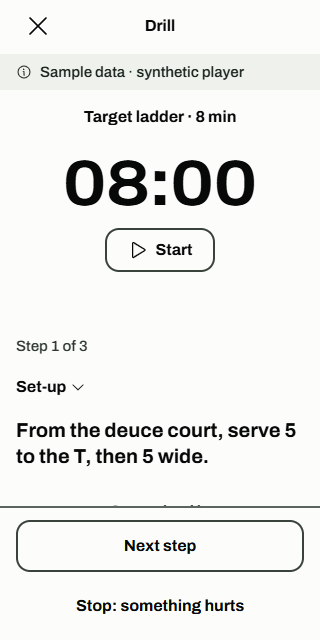 Drill
Sample data · synthetic player
Target ladder · 8 min
08:00
Start
Step 1 of 3
Set-up
From the deuce court, serve 5
to the T, then 5 wide.
Next step
Stop: something hurts